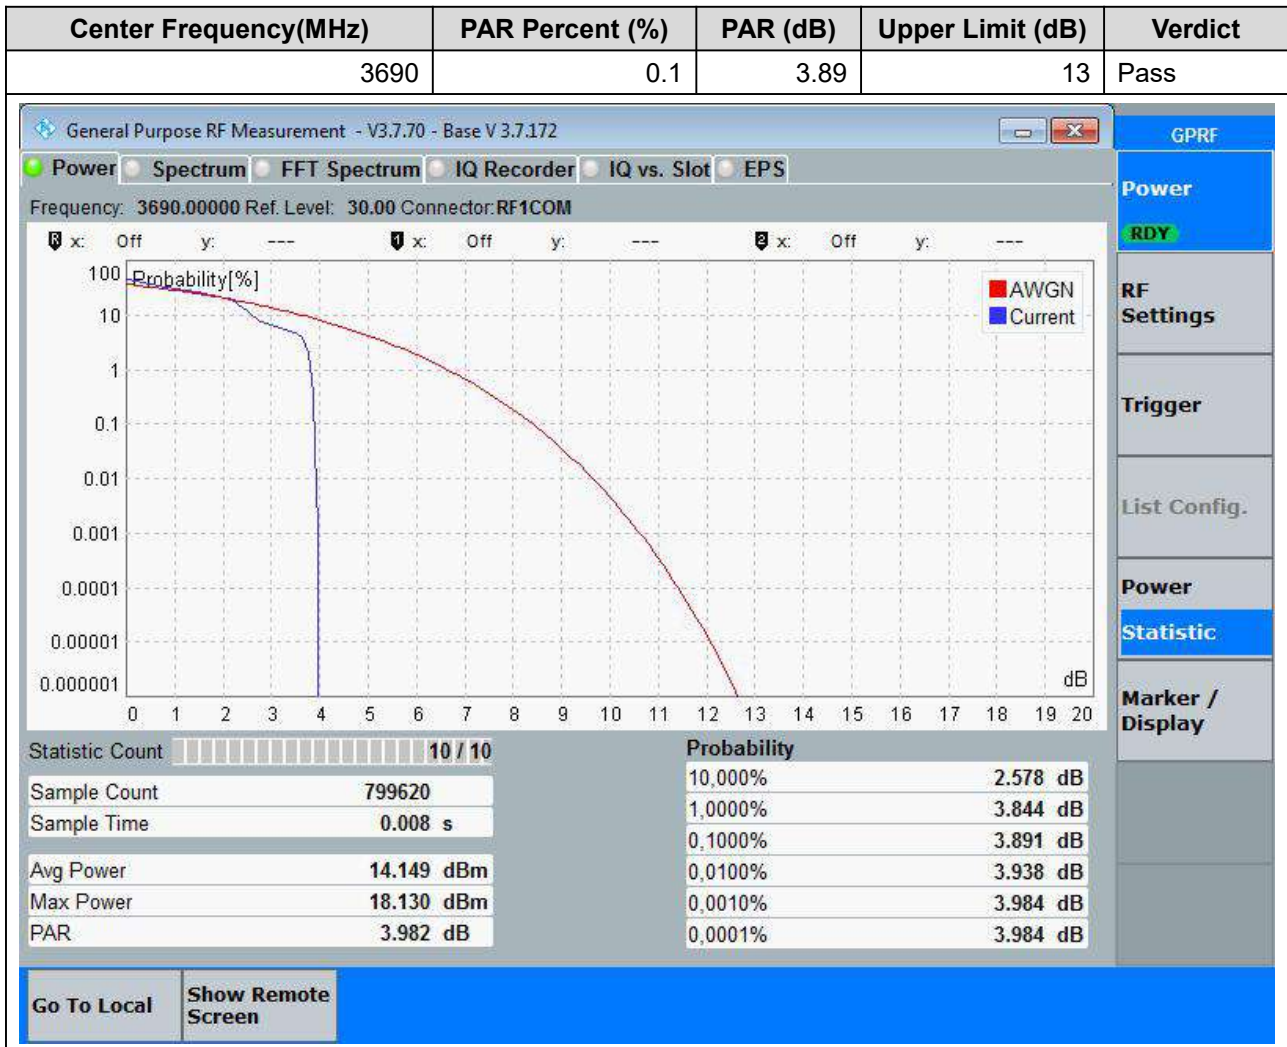 Center Frequency(MHz) PAR Percent (%) PAR (dB) Upper Limit (dB) Verdict
3690 0.1 3.89 13 Pass
General Purpose RF Measurement - V3.7.70 - Base V 3.7.172
GPRF
Power Spectrum FFT Spectrum IQ Recorder IQ vs. Slot EPS
Frequency: 3690.00000 Ref. Level: 30.00 Connector:RF1COM
R x: Off y: --- 1 x: Off y: --- 2 x: Off y: ---
Probability[%]
100
10
1
0.1
0.01
0.001
0.0001
0.00001
0.000001
AWGN
Current
dB
0 1 2 3 4 5 6 7 8 9 10 11 12 13 14 15 16 17 18 19 20
Statistic Count 10 / 10
Sample Count 799620
Sample Time 0.008 s
Avg Power 14.149 dBm
Max Power 18.130 dBm
PAR 3.982 dB
Probability
10,000% 2.578 dB
1,0000% 3.844 dB
0,1000% 3.891 dB
0,0100% 3.938 dB
0,0010% 3.984 dB
0,0001% 3.984 dB
Power
RDY
RF
Settings
Trigger
List Config.
Power
Statistic
Marker /
Display
Go To Local
Show Remote
Screen